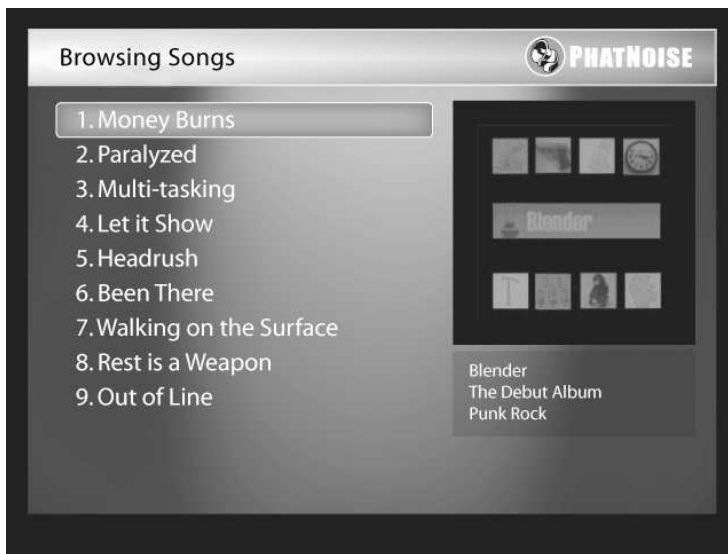 Browsing Songs
PHATNOISE
1. Money Burns
2. Paralyzed
3. Multi-tasking
4. Let it Show
5. Headrush
6. Been There
7. Walking on the Surface
8. Rest is a Weapon
9. Out of Line
Blender
Blender
The Debut Album
Punk Rock